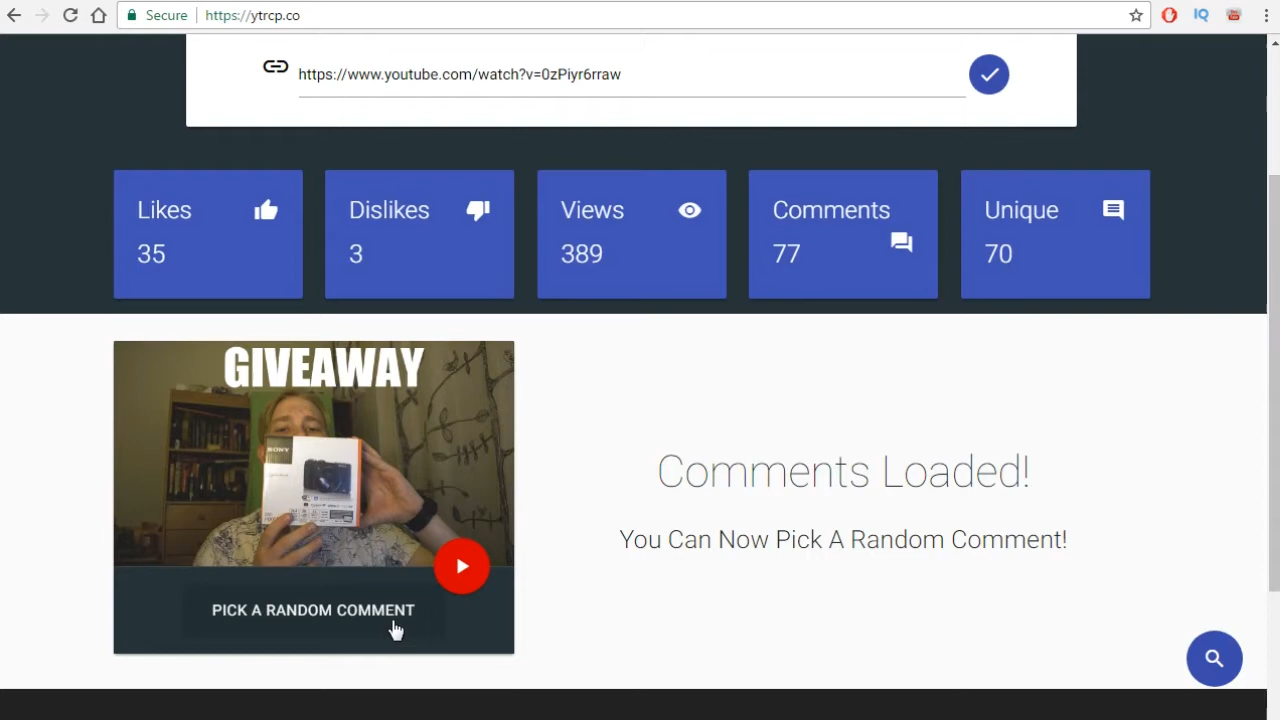 Secure
https://ytrcp.co
https://www.youtube.com/watch?v=0zPiyr6rraw
Likes
35
Dislikes
3
Views
389
Comments
77
Unique
70
GIVEAWAY
SONY
PICK A RANDOM COMMENT
Comments Loaded!
You Can Now Pick A Random Comment!
IQ